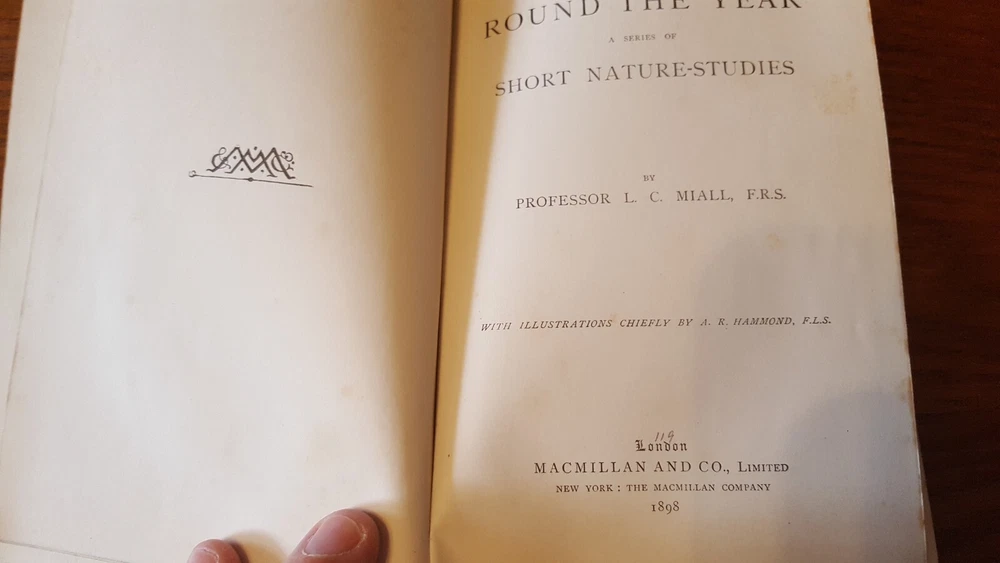 ROUND THE YEAR
A SERIES OF
SHORT NATURE-STUDIES
BY
PROFESSOR L. C. MIALL, F.R.S.
WITH ILLUSTRATIONS CHIEFLY BY A. K. HAMMOND, F.L.S.
119
London
MACMILLAN AND CO., LIMITED
NEW YORK: THE MACMILLAN COMPANY
1898